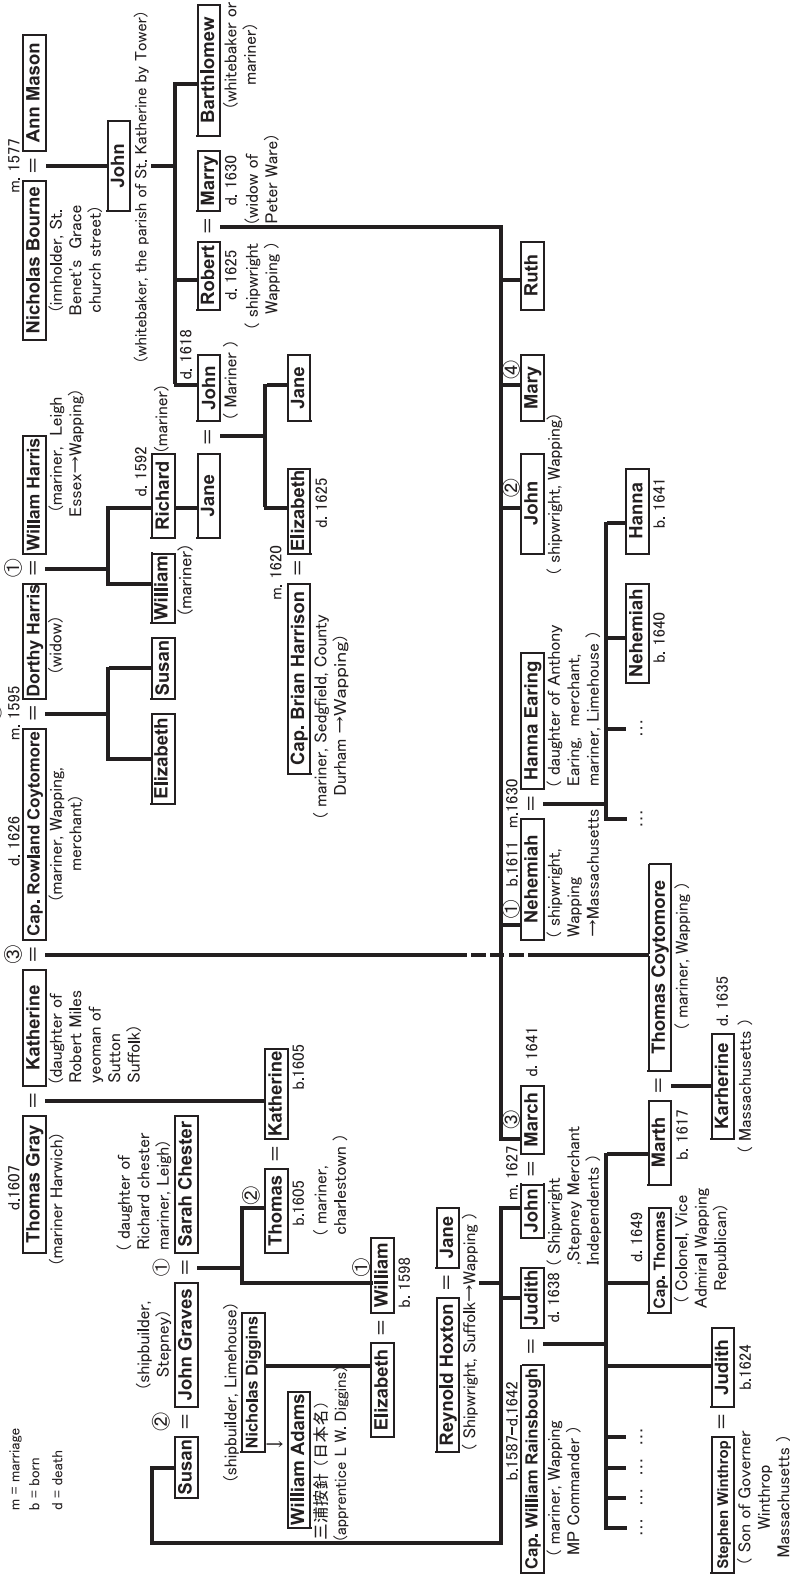 m = marriage
b = born
d = death
d.1607
Thomas Gray
=
Katherine
③
=
d. 1626
Cap. Rowland Coytomore
m. 1595
=
Dorthy Harris
①
=
Willam Harris
m. 1577
Nicholas Bourne
=
Ann Mason
(mariner Harwich)
(daughter of
Robert Miles
yeoman of
Sutton
Suffolk)
(mariner, Wapping,
merchant)
(widow)
(mariner, Leigh
Essex→Wapping)
(innholder, St.
Benet's Grace
church street)
John
(whitebaker, the parish of St. Katherine by Tower)
(shipbuilder,
Stepney)
( daughter of
Richard chester
mariner, Leigh)
Susan
②
=
John Graves
①
=
Sarah Chester
Elizabeth
Susan
William
(mariner)
d. 1592
Richard
(mariner)
Jane
=
d. 1618
John
( Mariner )
Robert
d. 1625
( shipwright
Wapping )
=
Marry
d. 1630
(widow of
Peter Ware)
Barthlomew
(whitebaker or
mariner)
(shipbuilder, Limehouse)
Nicholas Diggins
↓
William Adams
三浦按針 (日本名)
(apprentice L W. Diggins)
②
Thomas
b.1605
( mariner,
charlestown )
=
Katherine
b.1605
m. 1620
Cap. Brian Harrison
=
Elizabeth
d. 1625
Jane
( mariner, Sedgfield, County
Durham →Wapping)
Elizabeth
=
①
William
b. 1598
Reynold Hoxton
=
Jane
( Shipwright, Suffolk→Wapping )
b.1587–d.1642
Cap. William Rainsbough
( mariner, Wapping
MP Commander )
=
Judith
d. 1638
John
( Shipwright
,Stepney Merchant
Independents )
m. 1627
=
③
March
d. 1641
①
b.1611
Nehemiah
( shipwright,
Wapping
→Massachusetts
m.1630
=
Hanna Earing
( daughter of Anthony
Earing, merchant,
mariner, Limehouse )
②
John
( shipwright, Wapping)
④
Mary
Ruth
…
…
…
…
d. 1649
Cap. Thomas
( Colonel, Vice
Admiral Wapping
Republican)
Marth
b. 1617
=
Thomas Coytomore
( mariner, Wapping )
…
…
Nehemiah
b. 1640
Hanna
b. 1641
Stephen Winthrop
( Son of Governer
Winthrop
Massachusetts )
=
Judith
b.1624
Karherine
d. 1635
( Massachusetts )